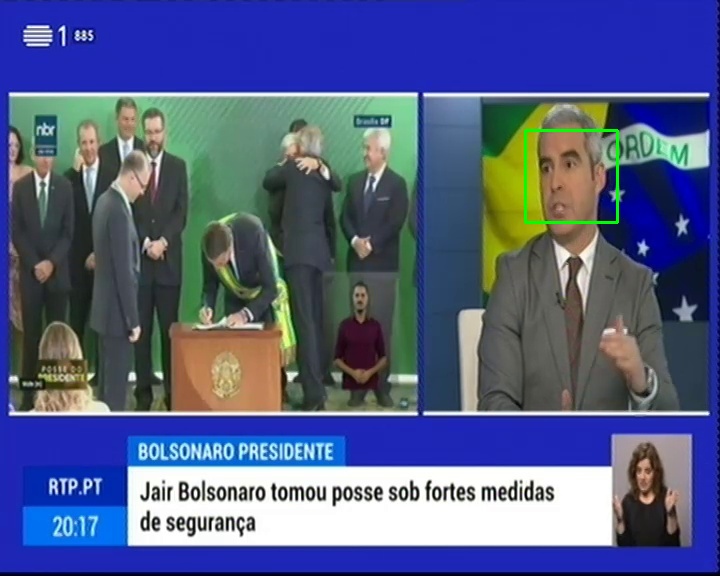 1 885
nbr
Brasília DF
ORDEM
POSSE DO
PRESIDENTE
BOLSONARO PRESIDENTE
RTP.PT
Jair Bolsonaro tomou posse sob fortes medidas
20:17
de segurança